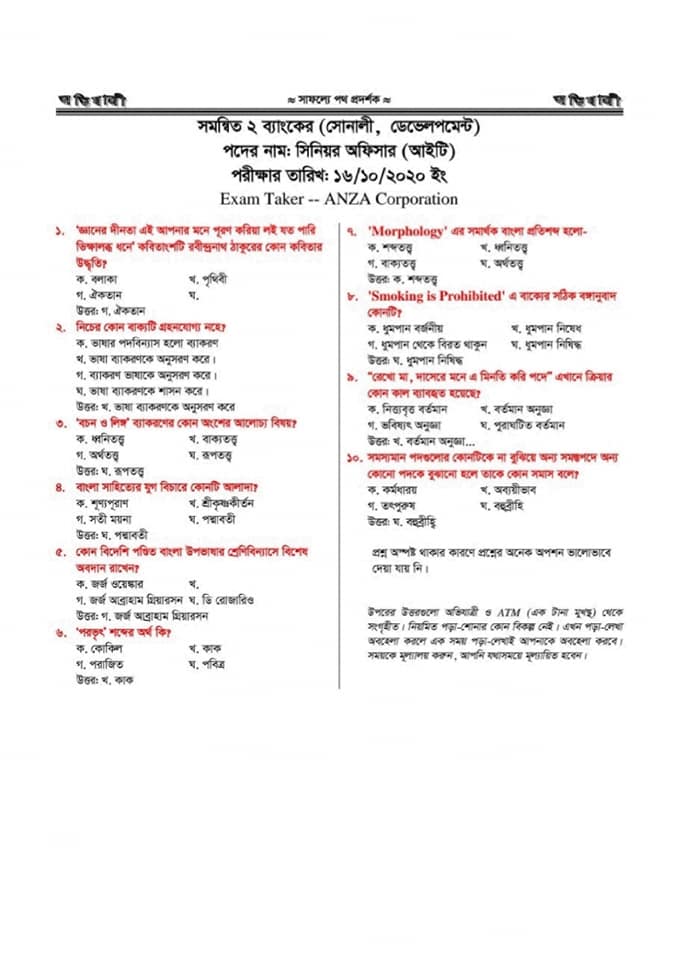 অভিযাত্রী
≈ সাফল্যে পথ প্রদর্শক ≈
অভিযাত্রী
সমন্বিত ২ ব্যাংকের (সোনালী, ডেভেলপমেন্ট)
পদের নাম: সিনিয়র অফিসার (আইটি)
পরীক্ষার তারিখ: ১৬/১০/২০২০ ইং
Exam Taker -- ANZA Corporation
১. 'জ্ঞানের দীনতা এই আপনার মনে পূরণ করিয়া লই যত পারি
ভিক্ষালব্ধ ধনে' কবিতাংশটি রবীন্দ্রনাথ ঠাকুরের কোন কবিতার
উদ্ধৃতি?
ক. বলাকা খ. পৃথিবী
গ. ঐকতান ঘ.
উত্তর: গ. ঐকতান
২. নিচের কোন বাক্যটি গ্রহনযোগ্য নহে?
ক. ভাষার পদবিন্যাস হলো ব্যাকরণ
খ. ভাষা ব্যাকরণকে অনুসরণ করে।
গ. ব্যাকরণ ভাষাকে অনুসরণ করে।
ঘ. ভাষা ব্যাকরণকে শাসন করে।
উত্তর: খ. ভাষা ব্যাকরণকে অনুসরণ করে
৩. 'বচন ও লিঙ্গ' ব্যাকরণের কোন অংশের আলোচ্য বিষয়?
ক. ধ্বনিতত্ত্ব খ. বাক্যতত্ত্ব
গ. অর্থতত্ত্ব ঘ. রূপতত্ত্ব
উত্তর: ঘ. রূপতত্ত্ব
৪. বাংলা সাহিত্যের যুগ বিচারে কোনটি আলাদা?
ক. শূণ্যপূরাণ খ. শ্রীকৃষ্ণকীর্তন
গ. সতী ময়না ঘ. পদ্মাবতী
উত্তর: ঘ. পদ্মাবতী
৫. কোন বিদেশি পণ্ডিত বাংলা উপভাষার শ্রেণিবিন্যাসে বিশেষ
অবদান রাখেন?
ক. জর্জ ওয়েঙ্কার খ.
গ. জর্জ আব্রাহাম গ্রিয়ারসন ঘ. ডি রোজারিও
উত্তর: গ. জর্জ আব্রাহাম গ্রিয়ারসন
৬. 'পরভৃৎ' শব্দের অর্থ কি?
ক. কোকিল খ. কাক
গ. পরাজিত ঘ. পবিত্র
উত্তর: খ. কাক
৭. 'Morphology' এর সমার্থক বাংলা প্রতিশব্দ হলো-
ক. শব্দতত্ত্ব খ. ধ্বনিতত্ত্ব
গ. বাক্যতত্ত্ব ঘ. অর্থতত্ত্ব
উত্তর: ক. শব্দতত্ত্ব
৮. 'Smoking is Prohibited' এ বাক্যের সঠিক বঙ্গানুবাদ
কোনটি?
ক. ধুমপান বর্জনীয় খ. ধুমপান নিষেধ
গ. ধুমপান থেকে বিরত থাকুন ঘ. ধুমপান নিষিদ্ধ
উত্তর: ঘ. ধুমপান নিষিদ্ধ
৯. "রেখো মা, দাসেরে মনে এ মিনতি করি পদে" এখানে ক্রিয়ার
কোন কাল ব্যাবহৃত হয়েছে?
ক. নিত্যবৃত্ত বর্তমান খ. বর্তমান অনুজ্ঞা
গ. ভবিষ্যৎ অনুজ্ঞা ঘ. পুরাঘটিত বর্তমান
উত্তর: খ. বর্তমান অনুজ্ঞা...
১০. সমস্যমান পদগুলোর কোনটিকে না বুঝিয়ে অন্য সমস্তপদে অন্য
কোনো পদকে বুঝানো হলে তাকে কোন সমাস বলে?
ক. কর্মধারয় খ. অব্যয়ীভাব
গ. তৎপুরুষ ঘ. বহুব্রীহি
উত্তর: ঘ. বহুব্রীহি
প্রশ্ন অস্পষ্ট থাকার কারণে প্রশ্নের অনেক অপশন ভালোভাবে
দেয়া যায় নি।
উপরের উত্তরগুলো অভিযাত্রী ও ATM (এক টানা মুখস্থ) থেকে
সংগৃহীত। নিয়মিত পড়া-শোনার কোন বিকল্প নেই। এখন পড়া-লেখা
অবহেলা করলে এক সময় পড়া-লেখাই আপনাকে অবহেলা করবে।
সময়কে মূল্যায়ল করুন, আপনি যথাসময়ে মূল্যায়িত হবেন।